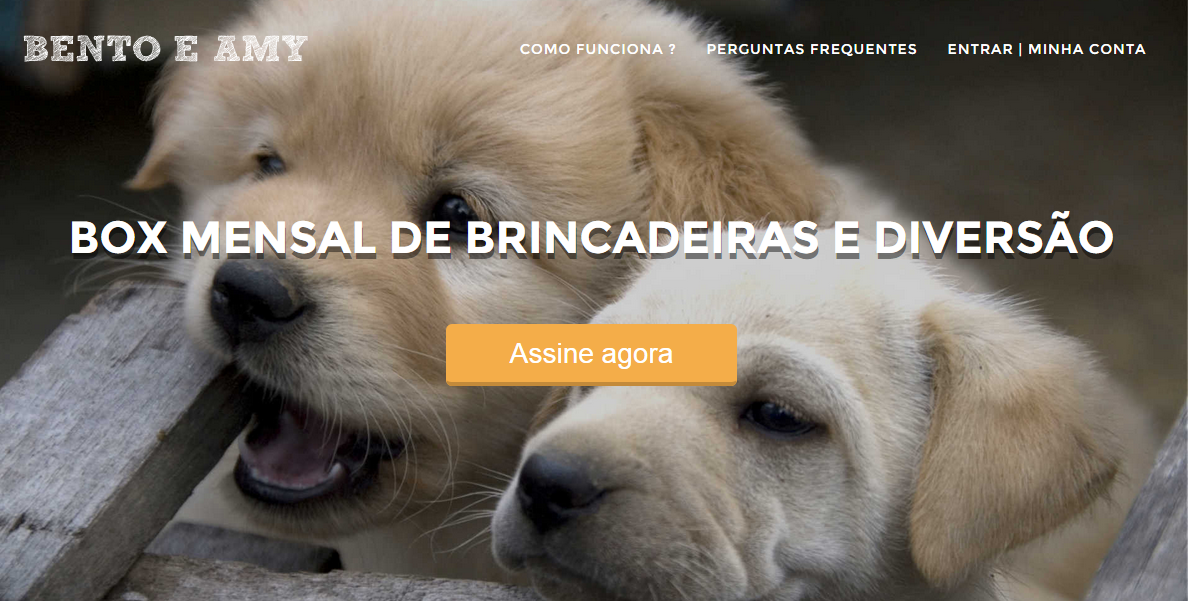 BENTO E AMY
COMO FUNCIONA ? PERGUNTAS FREQUENTES ENTRAR | MINHA CONTA
BOX MENSAL DE BRINCADEIRAS E DIVERSÃO
Assine agora